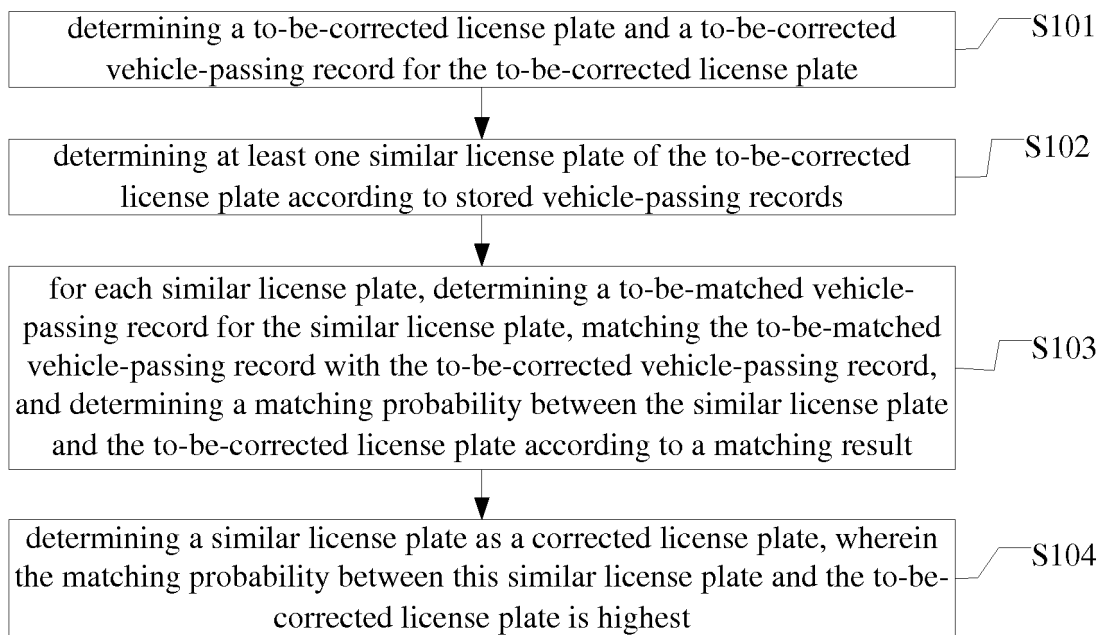 determining a to-be-corrected license plate and a to-be-corrected
vehicle-passing record for the to-be-corrected license plate
S101
determining at least one similar license plate of the to-be-corrected
license plate according to stored vehicle-passing records
S102
for each similar license plate, determining a to-be-matched vehicle-
passing record for the similar license plate, matching the to-be-matched
vehicle-passing record with the to-be-corrected vehicle-passing record,
and determining a matching probability between the similar license plate
and the to-be-corrected license plate according to a matching result
S103
determining a similar license plate as a corrected license plate, wherein
the matching probability between this similar license plate and the to-be-
corrected license plate is highest
S104